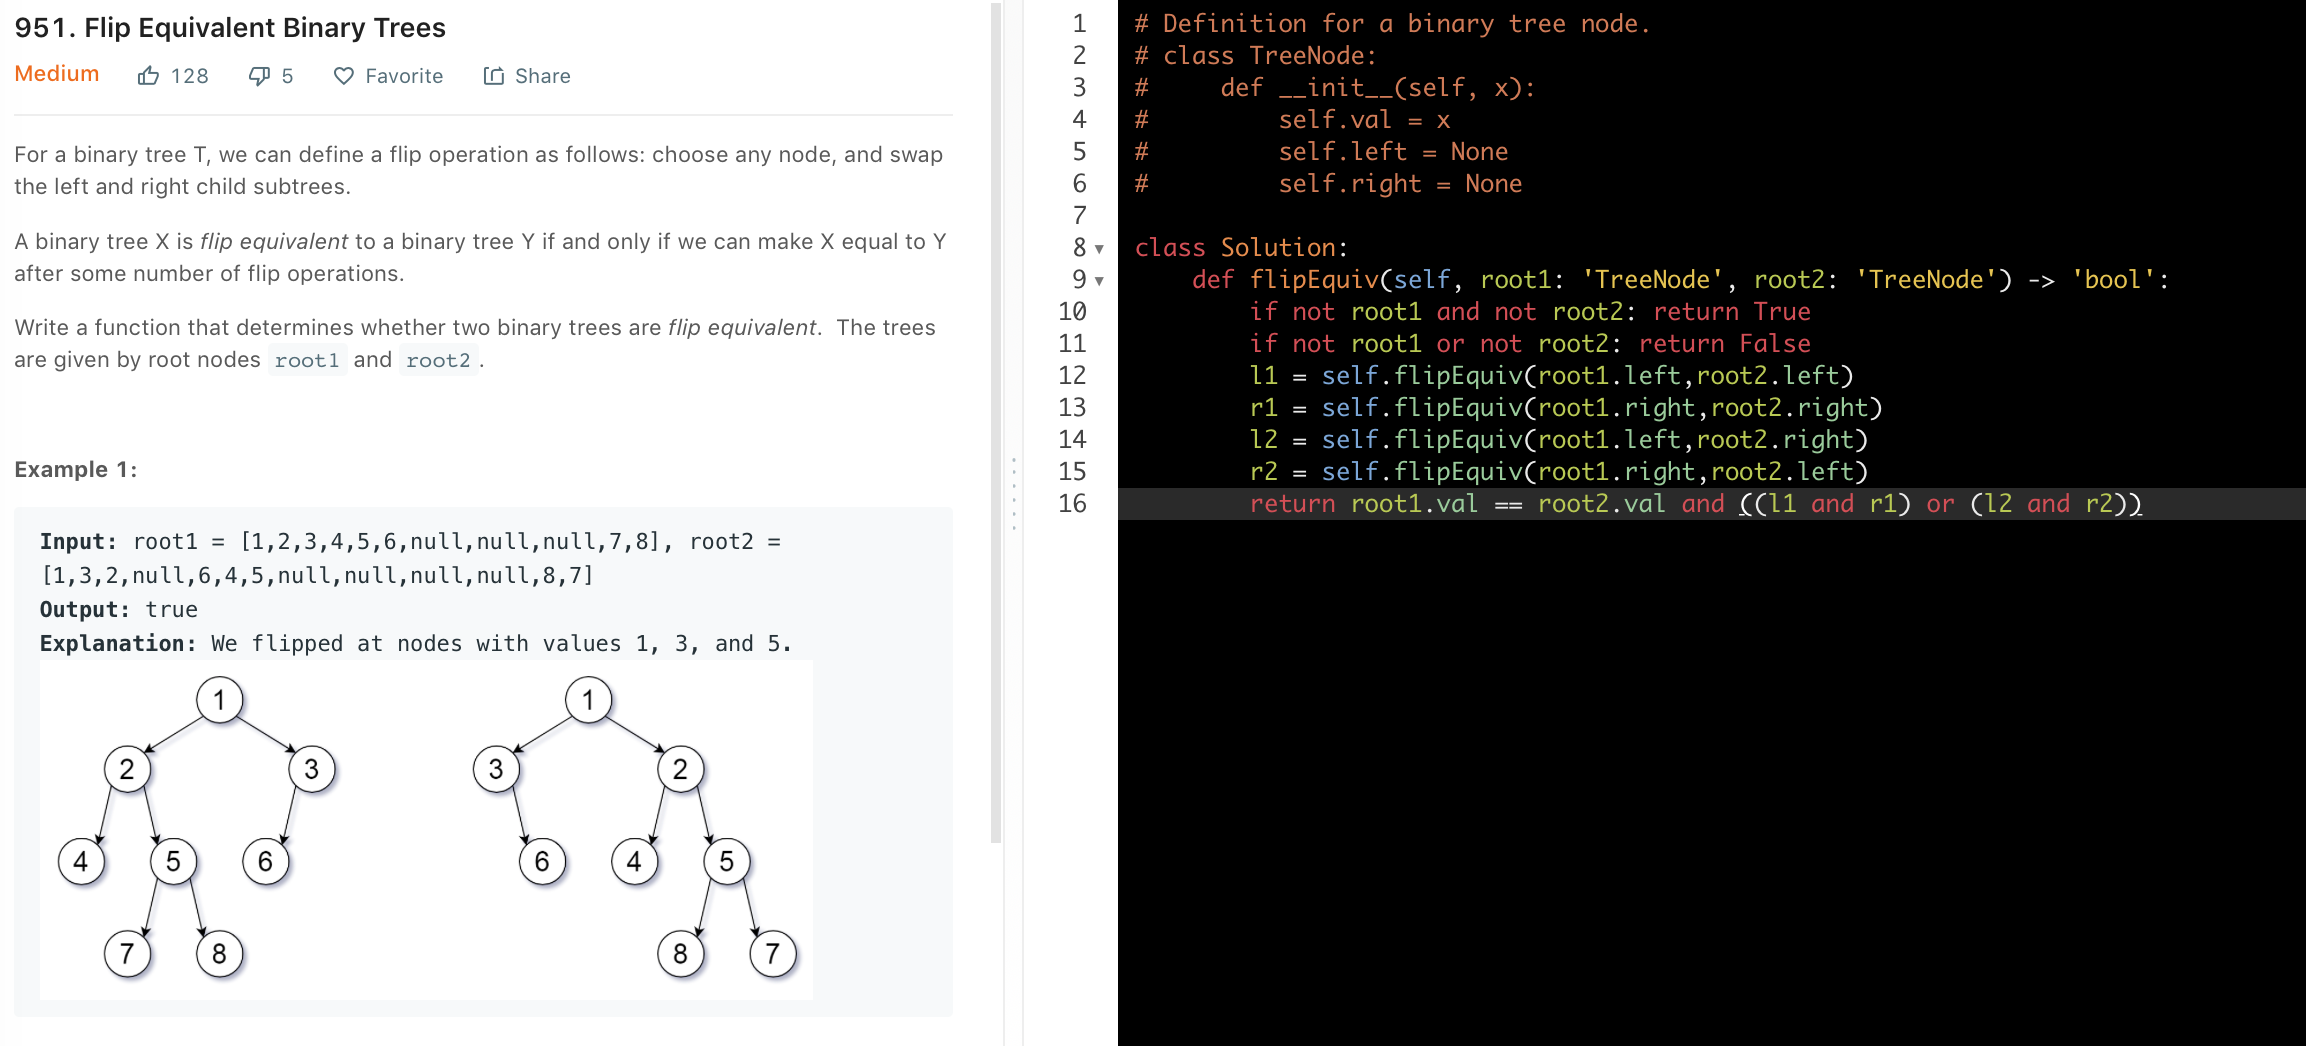 951. Flip Equivalent Binary Trees
Medium 128 5 Favorite Share
For a binary tree T, we can define a flip operation as follows: choose any node, and swap
the left and right child subtrees.
A binary tree X is flip equivalent to a binary tree Y if and only if we can make X equal to Y
after some number of flip operations.
Write a function that determines whether two binary trees are flip equivalent.  The trees
are given by root nodes root1 and root2.
Example 1:
Input: root1 = [1,2,3,4,5,6,null,null,null,7,8], root2 =
[1,3,2,null,6,4,5,null,null,null,null,8,7]
Output: true
Explanation: We flipped at nodes with values 1, 3, and 5.
1 1
2 3 3 2
4 5 6 6 4 5
7 8 8 7
1 # Definition for a binary tree node.
2 # class TreeNode:
3 #     def __init__(self, x):
4 #         self.val = x
5 #         self.left = None
6 #         self.right = None
7
8 class Solution:
9     def flipEquiv(self, root1: 'TreeNode', root2: 'TreeNode') -> 'bool':
10         if not root1 and not root2: return True
11         if not root1 or not root2: return False
12         l1 = self.flipEquiv(root1.left,root2.left)
13         r1 = self.flipEquiv(root1.right,root2.right)
14         l2 = self.flipEquiv(root1.left,root2.right)
15         r2 = self.flipEquiv(root1.right,root2.left)
16         return root1.val == root2.val and ((l1 and r1) or (l2 and r2))